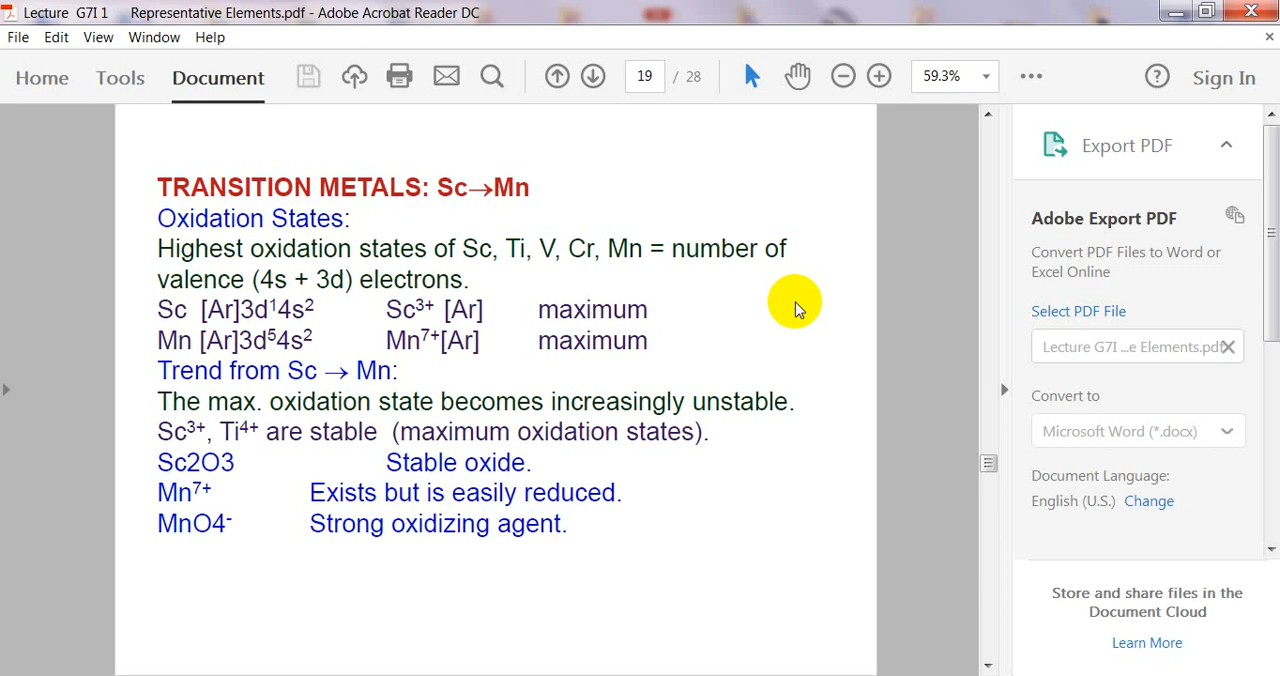 Lecture G7I 1 Representative Elements.pdf - Adobe Acrobat Reader DC
File Edit View Window Help
Home Tools Document 19 / 28 59.3% Sign In
TRANSITION METALS: Sc→Mn
Oxidation States:
Highest oxidation states of Sc, Ti, V, Cr, Mn = number of
valence (4s + 3d) electrons.
Sc [Ar]3d¹4s² Sc³⁺ [Ar] maximum
Mn [Ar]3d⁵4s² Mn⁷⁺[Ar] maximum
Trend from Sc → Mn:
The max. oxidation state becomes increasingly unstable.
Sc³⁺, Ti⁴⁺ are stable (maximum oxidation states).
Sc2O3 Stable oxide.
Mn⁷⁺ Exists but is easily reduced.
MnO4⁻ Strong oxidizing agent.
Export PDF
Adobe Export PDF
Convert PDF Files to Word or
Excel Online
Select PDF File
Lecture G7I ...e Elements.pdf
Convert to
Microsoft Word (*.docx)
Document Language:
English (U.S.) Change
Store and share files in the
Document Cloud
Learn More